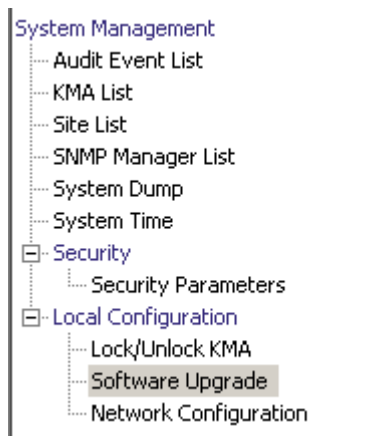 System Management
Audit Event List
KMA List
Site List
SNMP Manager List
System Dump
System Time
Security
Security Parameters
Local Configuration
Lock/Unlock KMA
Software Upgrade
Network Configuration